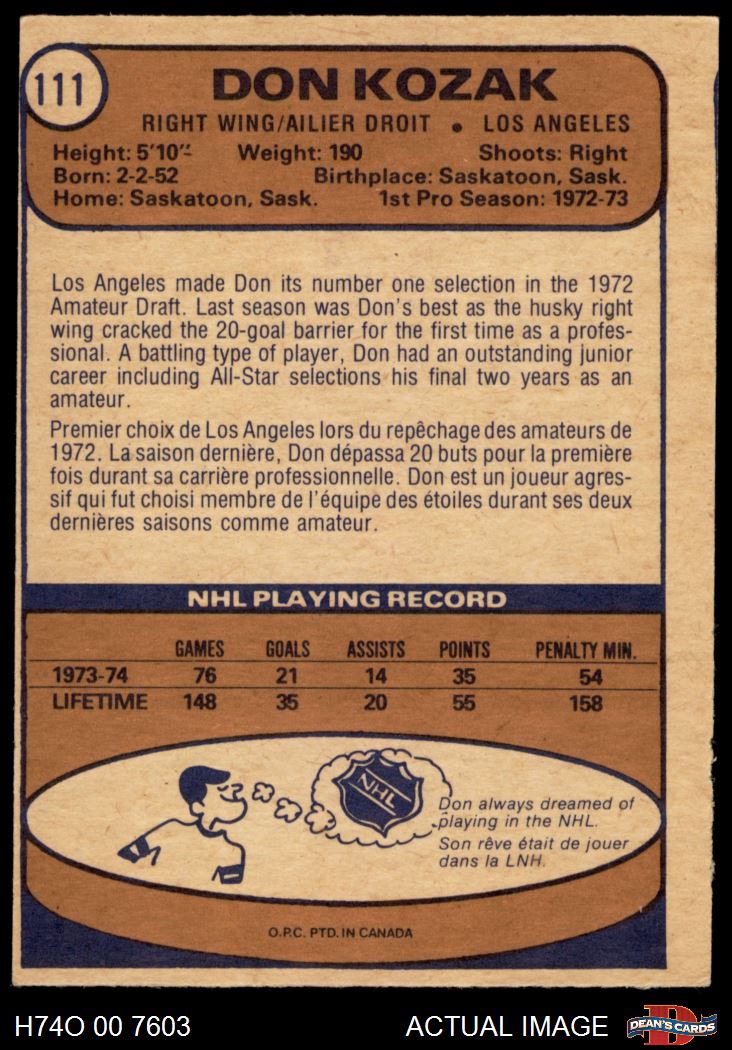 111
DON KOZAK
RIGHT WING/AILIER DROIT • LOS ANGELES
Height: 5'10" Weight: 190 Shoots: Right
Born: 2-2-52 Birthplace: Saskatoon, Sask.
Home: Saskatoon, Sask. 1st Pro Season: 1972-73
Los Angeles made Don its number one selection in the 1972
Amateur Draft. Last season was Don's best as the husky right
wing cracked the 20-goal barrier for the first time as a profes-
sional. A battling type of player, Don had an outstanding junior
career including All-Star selections his final two years as an
amateur.
Premier choix de Los Angeles lors du repêchage des amateurs de
1972. La saison dernière, Don dépassa 20 buts pour la première
fois durant sa carrière professionnelle. Don est un joueur agres-
sif qui fut choisi membre de l'équipe des étoiles durant ses deux
dernières saisons comme amateur.
NHL PLAYING RECORD
GAMES GOALS ASSISTS POINTS PENALTY MIN.
1973-74 76 21 14 35 54
LIFETIME 148 35 20 55 158
NHL
Don always dreamed of
playing in the NHL.
Son rêve était de jouer
dans la LNH.
O.P.C. PTD. IN CANADA
H74O 00 7603 ACTUAL IMAGE D DEAN'S CARDS